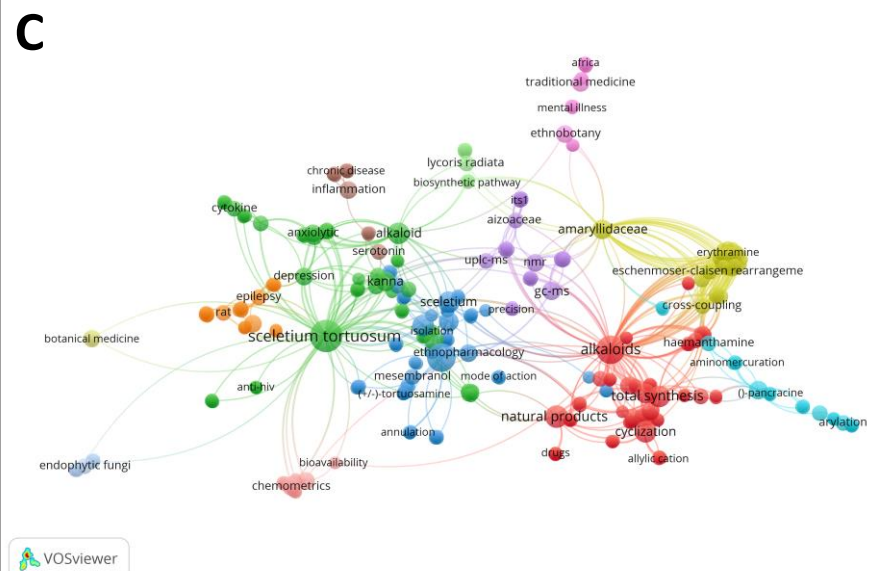 C
africa
traditional medicine
mental illness
ethnobotany
chronic disease
inflammation
lycoris radiata
biosynthetic pathway
its1
cytokine
aizoaceae
anxiolytic
alkaloid
amaryllidaceae
serotonin
erythramine
uplc-ms
nmr
eschenmoser-claisen rearrangeme
depression
kanna
gc-ms
epilepsy
sceletium
cross-coupling
rat
precision
isolation
sceletium tortuosum
botanical medicine
haemanthamine
ethnopharmacology
alkaloids
aminomercuration
mesembranol
mode of action
anti-hiv
(+/-)-tortuosamine
total synthesis
()-pancracine
natural products
arylation
annulation
cyclization
drugs
allylic cation
endophytic fungi
bioavailability
chemometrics
VOSviewer